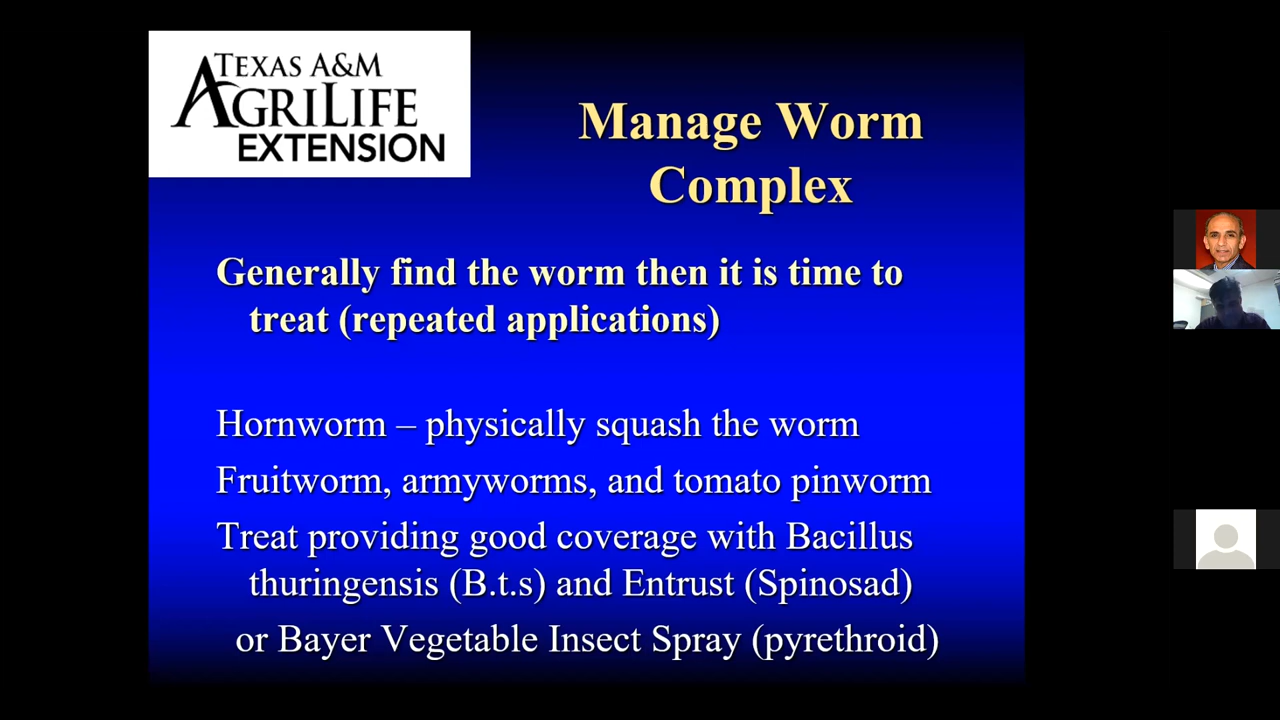 TEXAS A&M
AGRILIFE
EXTENSION
Manage Worm
Complex
Generally find the worm then it is time to
treat (repeated applications)
Hornworm – physically squash the worm
Fruitworm, armyworms, and tomato pinworm
Treat providing good coverage with Bacillus
thuringensis (B.t.s) and Entrust (Spinosad)
or Bayer Vegetable Insect Spray (pyrethroid)